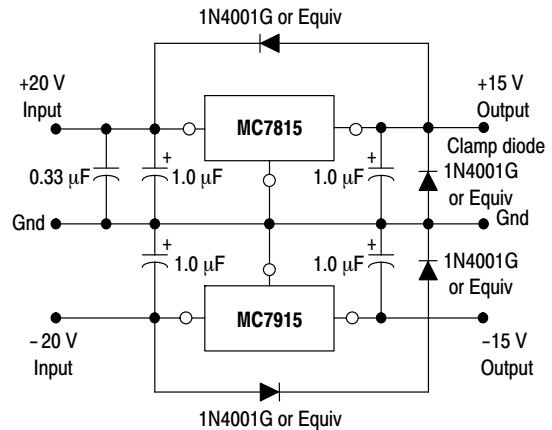 1N4001G or Equiv
+20 V
Input
MC7815
+15 V
Output
Clamp diode
0.33 µF
+
1.0 µF
1.0 µF
+
1N4001G
or Equiv
Gnd
Gnd
+
1.0 µF
1.0 µF
+
1N4001G
or Equiv
MC7915
−20 V
Input
−15 V
Output
1N4001G or Equiv